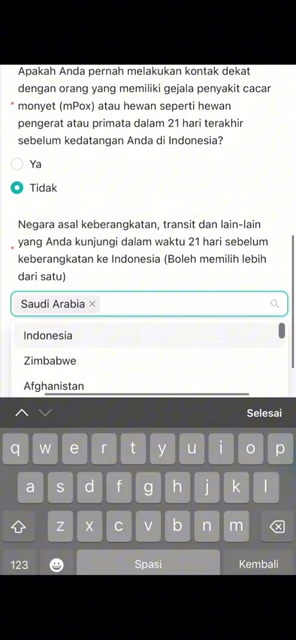 Apakah Anda pernah melakukan kontak dekat
dengan orang yang memiliki gejala penyakit cacar
* monyet (mPox) atau hewan seperti hewan
pengerat atau primata dalam 21 hari terakhir
sebelum kedatangan Anda di Indonesia?
Ya
Tidak
Negara asal keberangkatan, transit dan lain-lain
* yang Anda kunjungi dalam waktu 21 hari sebelum
keberangkatan ke Indonesia (Boleh memilih lebih
dari satu)
Saudi Arabia ×
Indonesia
Zimbabwe
Afghanistan
Selesai
q w e r t y u i o p
a s d f g h j k l
z x c v b n m
123 Spasi Kembali